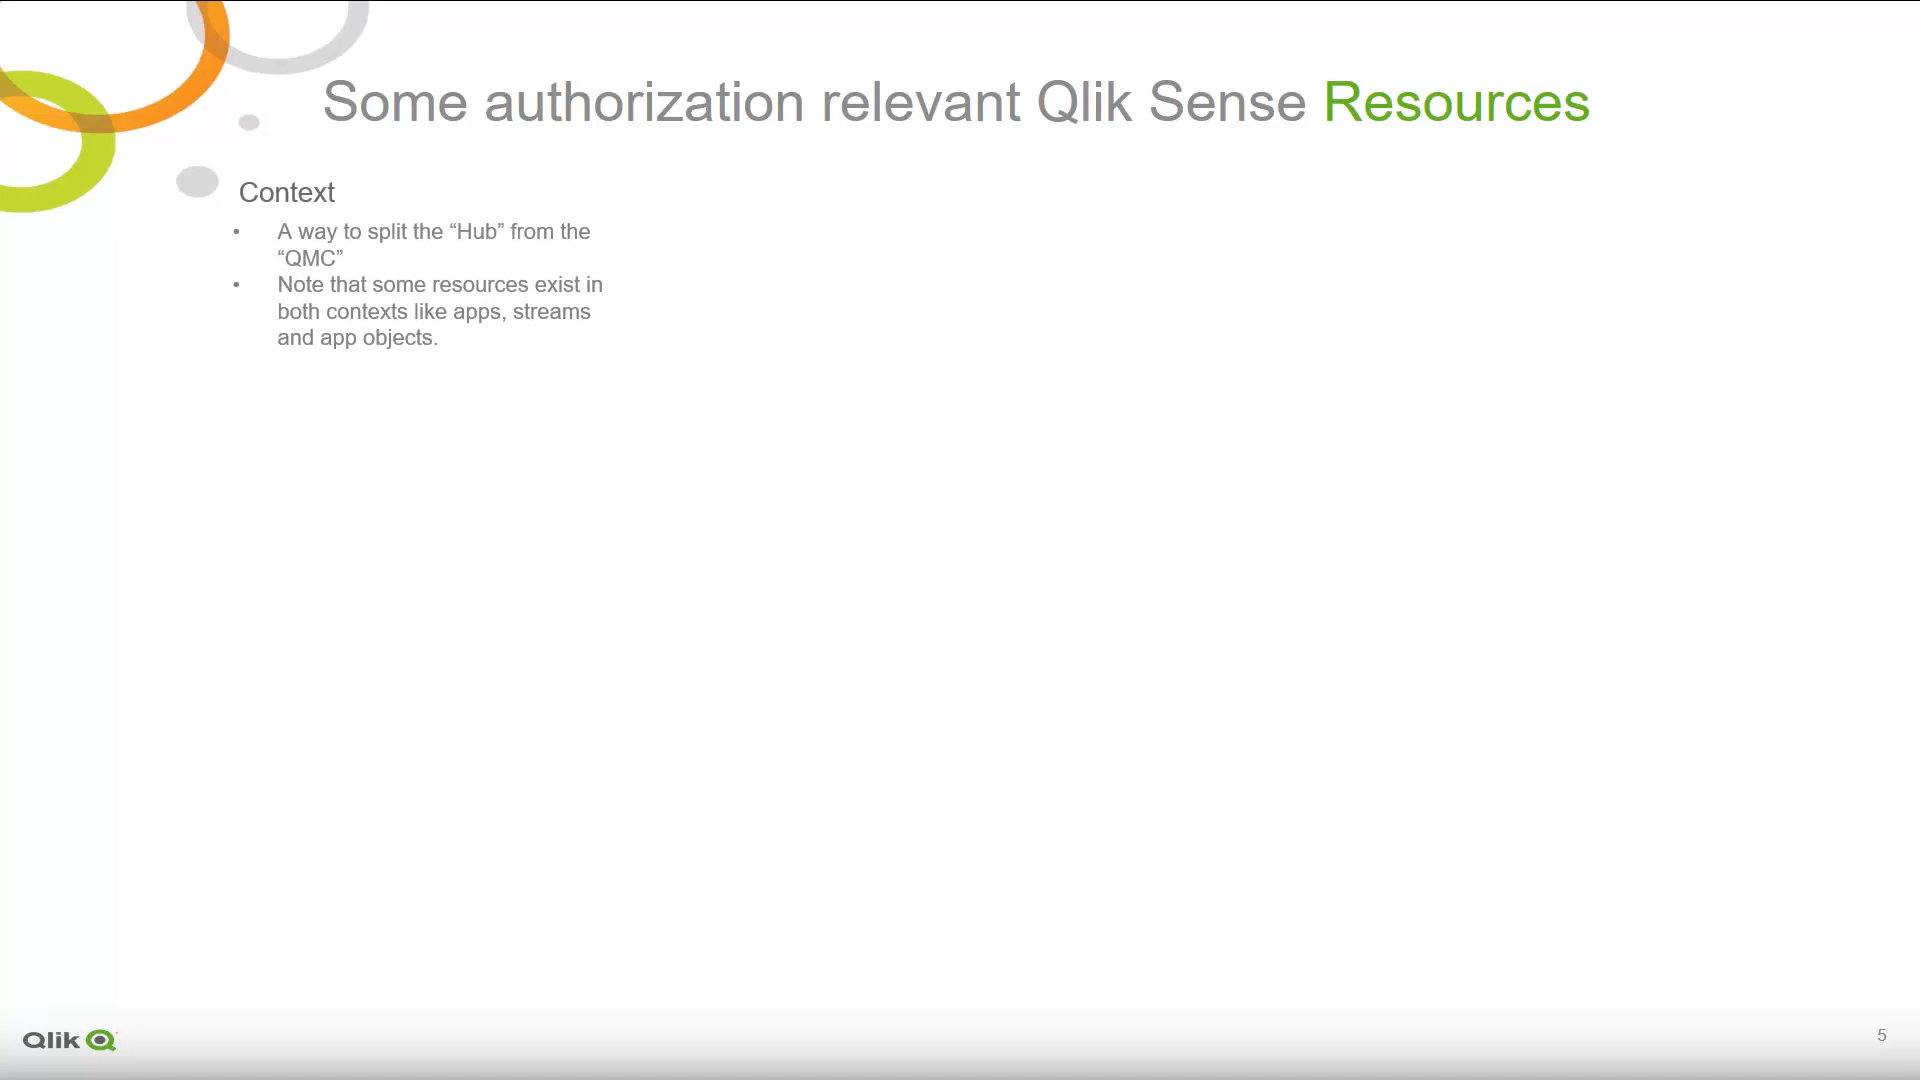 Some authorization relevant Qlik Sense Resources
Context
• A way to split the “Hub” from the
“QMC”
• Note that some resources exist in
both contexts like apps, streams
and app objects.
Qlik
5